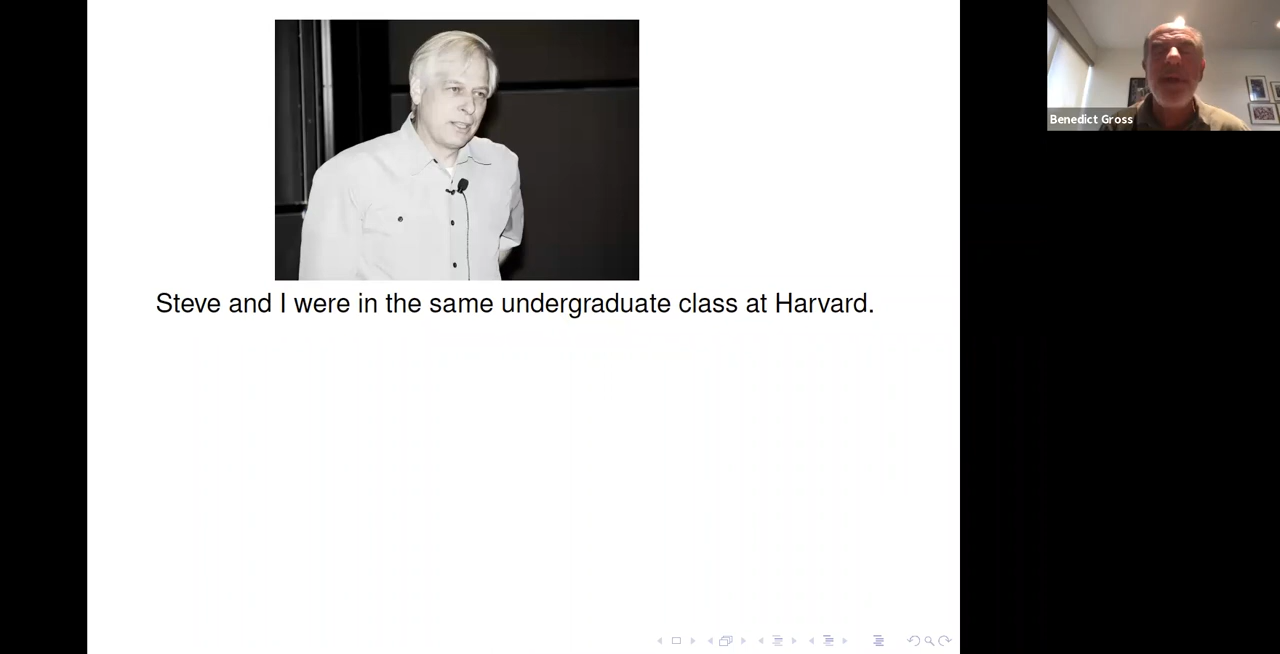 Benedict Gross
Steve and I were in the same undergraduate class at Harvard.